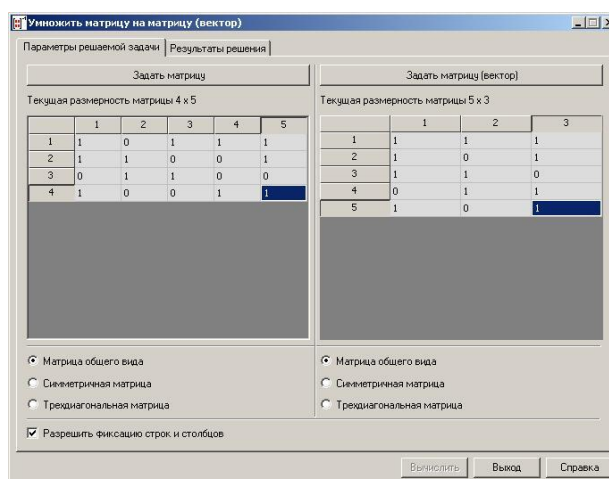 Умножить матрицу на матрицу (вектор)
Параметры решаемой задачи Результаты решения
Задать матрицу Задать матрицу (вектор)
Текущая размерность матрицы 4 x 5 Текущая размерность матрицы 5 x 3
1 2 3 4 5
1 1 0 1 1 1
2 1 1 0 0 1
3 0 1 1 0 0
4 1 0 0 1 1
1 2 3
1 1 1 1
2 1 0 1
3 1 1 0
4 0 1 1
5 1 0 1
Матрица общего вида Матрица общего вида
Симметричная матрица Симметричная матрица
Трехдиагональная матрица Трехдиагональная матрица
Разрешить фиксацию строк и столбцов
Вычислить Выход Справка